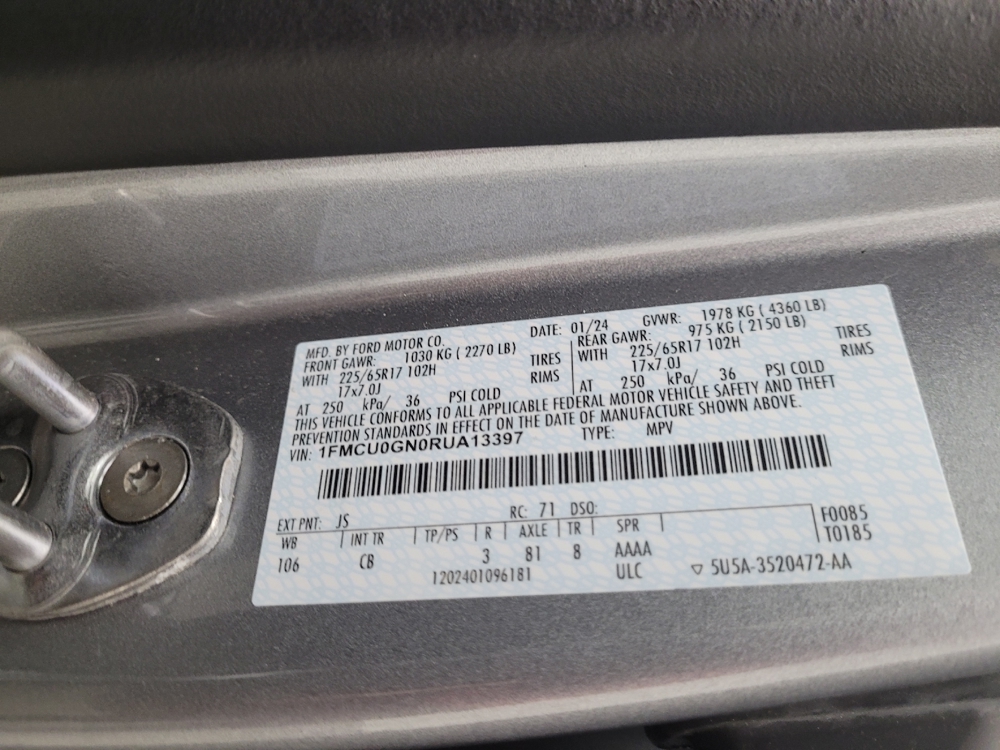 MFD. BY FORD MOTOR CO. DATE: 01/24 GVWR: 1978 KG ( 4360 LB)
FRONT GAWR: 1030 KG ( 2270 LB) REAR GAWR: 975 KG ( 2150 LB)
WITH 225/65R17 102H TIRES WITH 225/65R17 102H TIRES
17x7.0J RIMS 17x7.0J RIMS
AT 250 kPa/ 36 PSI COLD AT 250 kPa/ 36 PSI COLD
THIS VEHICLE CONFORMS TO ALL APPLICABLE FEDERAL MOTOR VEHICLE SAFETY AND THEFT
PREVENTION STANDARDS IN EFFECT ON THE DATE OF MANUFACTURE SHOWN ABOVE.
VIN: 1FMCU0GN0RUA13397 TYPE: MPV
EXT PNT: JS RC: 71 DSO:
WB INT TR TP/PS R AXLE TR SPR F0085
106 CB 3 81 8 AAAA T0185
1202401096181 ULC 5U5A-3520472-AA